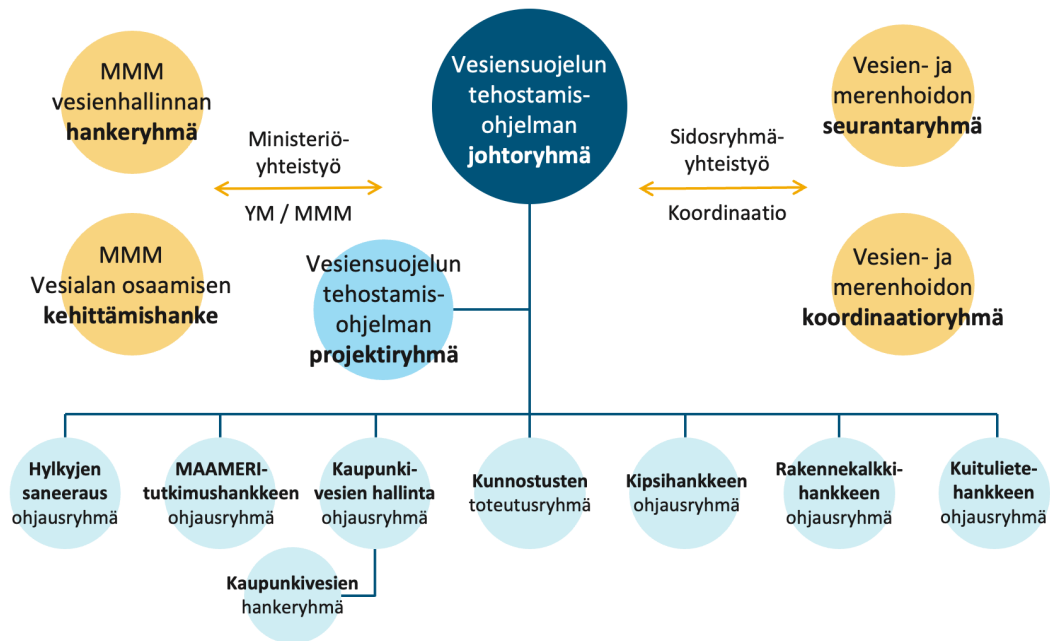 MMM
vesienhallinnan
hankeryhmä
Ministeriö-
yhteistyö
YM / MMM
Vesiensuojelun
tehostamis-
ohjelman
johtoryhmä
Sidosryhmä-
yhteistyö
Koordinaatio
Vesien- ja
merenhoidon
seurantaryhmä
MMM
Vesialan osaamisen
kehittämishanke
Vesiensuojelun
tehostamis-
ohjelman
projektiryhmä
Vesien- ja
merenhoidon
koordinaatioryhmä
Hylkyjen
saneeraus
ohjausryhmä
MAAMERI-
tutkimushankkeen
ohjausryhmä
Kaupunki-
vesien hallinta
ohjausryhmä
Kunnostusten
toteutusryhmä
Kipsihankkeen
ohjausryhmä
Rakennekalkki-
hankkeen
ohjausryhmä
Kuituliete-
hankkeen
ohjausryhmä
Kaupunkivesien
hankeryhmä